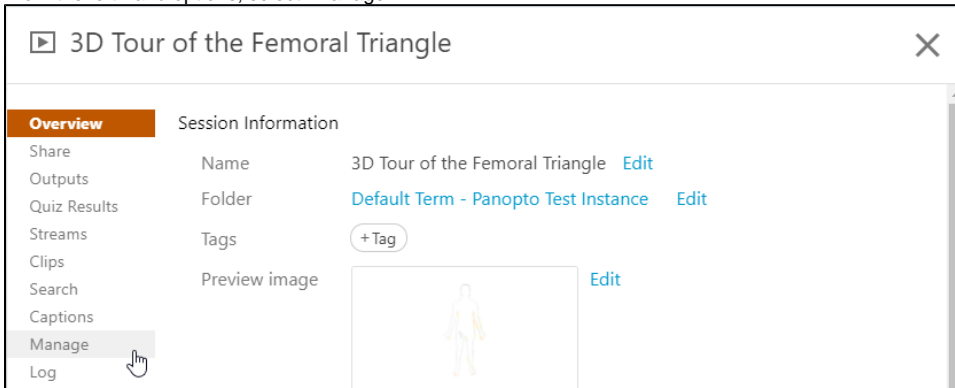 3D Tour of the Femoral Triangle
Overview
Share
Outputs
Quiz Results
Streams
Clips
Search
Captions
Manage
Log
Session Information
Name 3D Tour of the Femoral Triangle Edit
Folder Default Term - Panopto Test Instance Edit
Tags +Tag
Preview image Edit